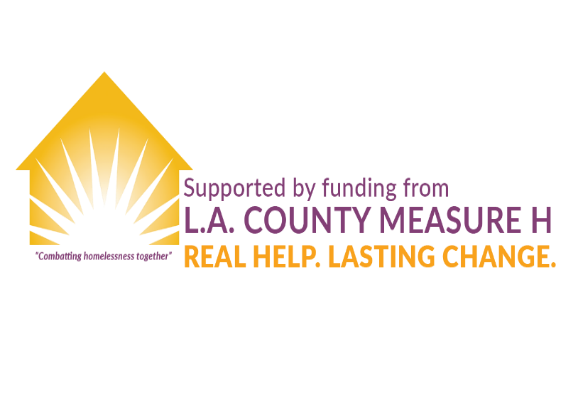 Supported by funding from
L.A. COUNTY MEASURE H
"Combatting homelessness together"
REAL HELP. LASTING CHANGE.